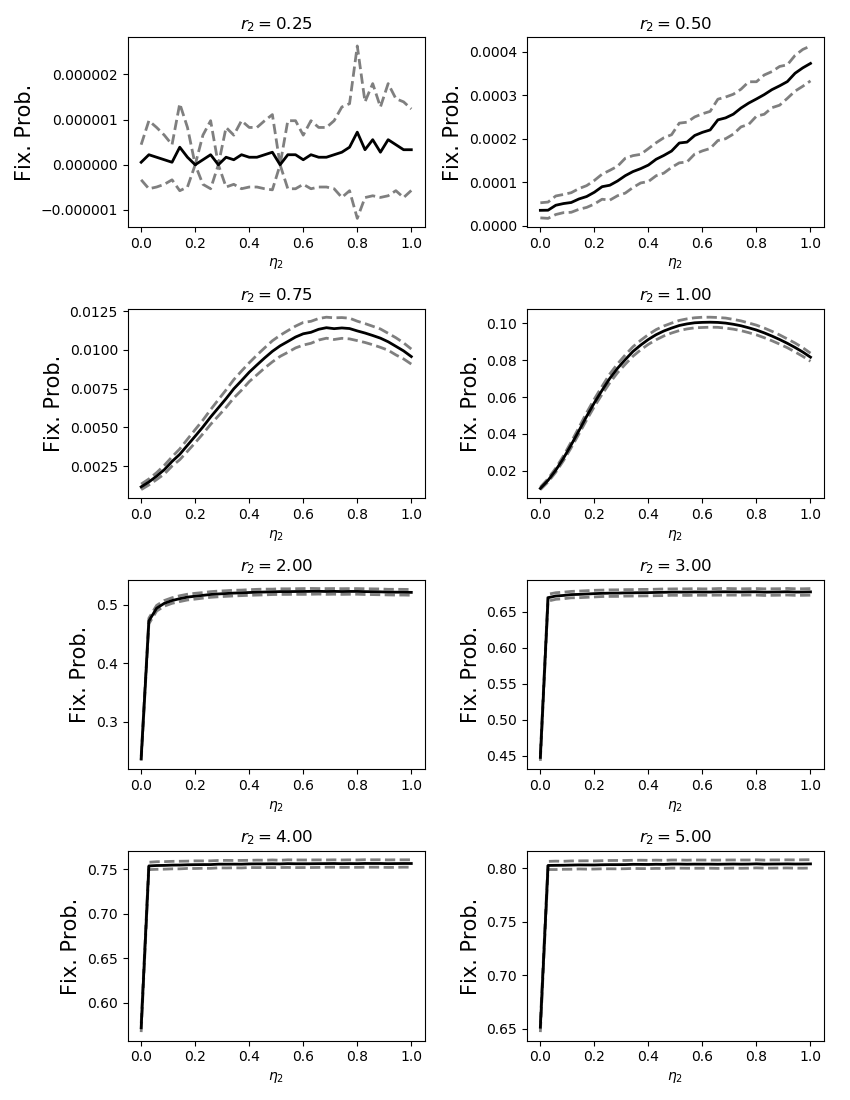 r₂ = 0.25
Fix. Prob.
0.000002
0.000001
0.000000
−0.000001
0.0 0.2 0.4 0.6 0.8 1.0
η₂
r₂ = 0.50
Fix. Prob.
0.0004
0.0003
0.0002
0.0001
0.0000
0.0 0.2 0.4 0.6 0.8 1.0
η₂
r₂ = 0.75
Fix. Prob.
0.0125
0.0100
0.0075
0.0050
0.0025
0.0 0.2 0.4 0.6 0.8 1.0
η₂
r₂ = 1.00
Fix. Prob.
0.10
0.08
0.06
0.04
0.02
0.0 0.2 0.4 0.6 0.8 1.0
η₂
r₂ = 2.00
Fix. Prob.
0.5
0.4
0.3
0.0 0.2 0.4 0.6 0.8 1.0
η₂
r₂ = 3.00
Fix. Prob.
0.65
0.60
0.55
0.50
0.45
0.0 0.2 0.4 0.6 0.8 1.0
η₂
r₂ = 4.00
Fix. Prob.
0.75
0.70
0.65
0.60
0.0 0.2 0.4 0.6 0.8 1.0
η₂
r₂ = 5.00
Fix. Prob.
0.80
0.75
0.70
0.65
0.0 0.2 0.4 0.6 0.8 1.0
η₂